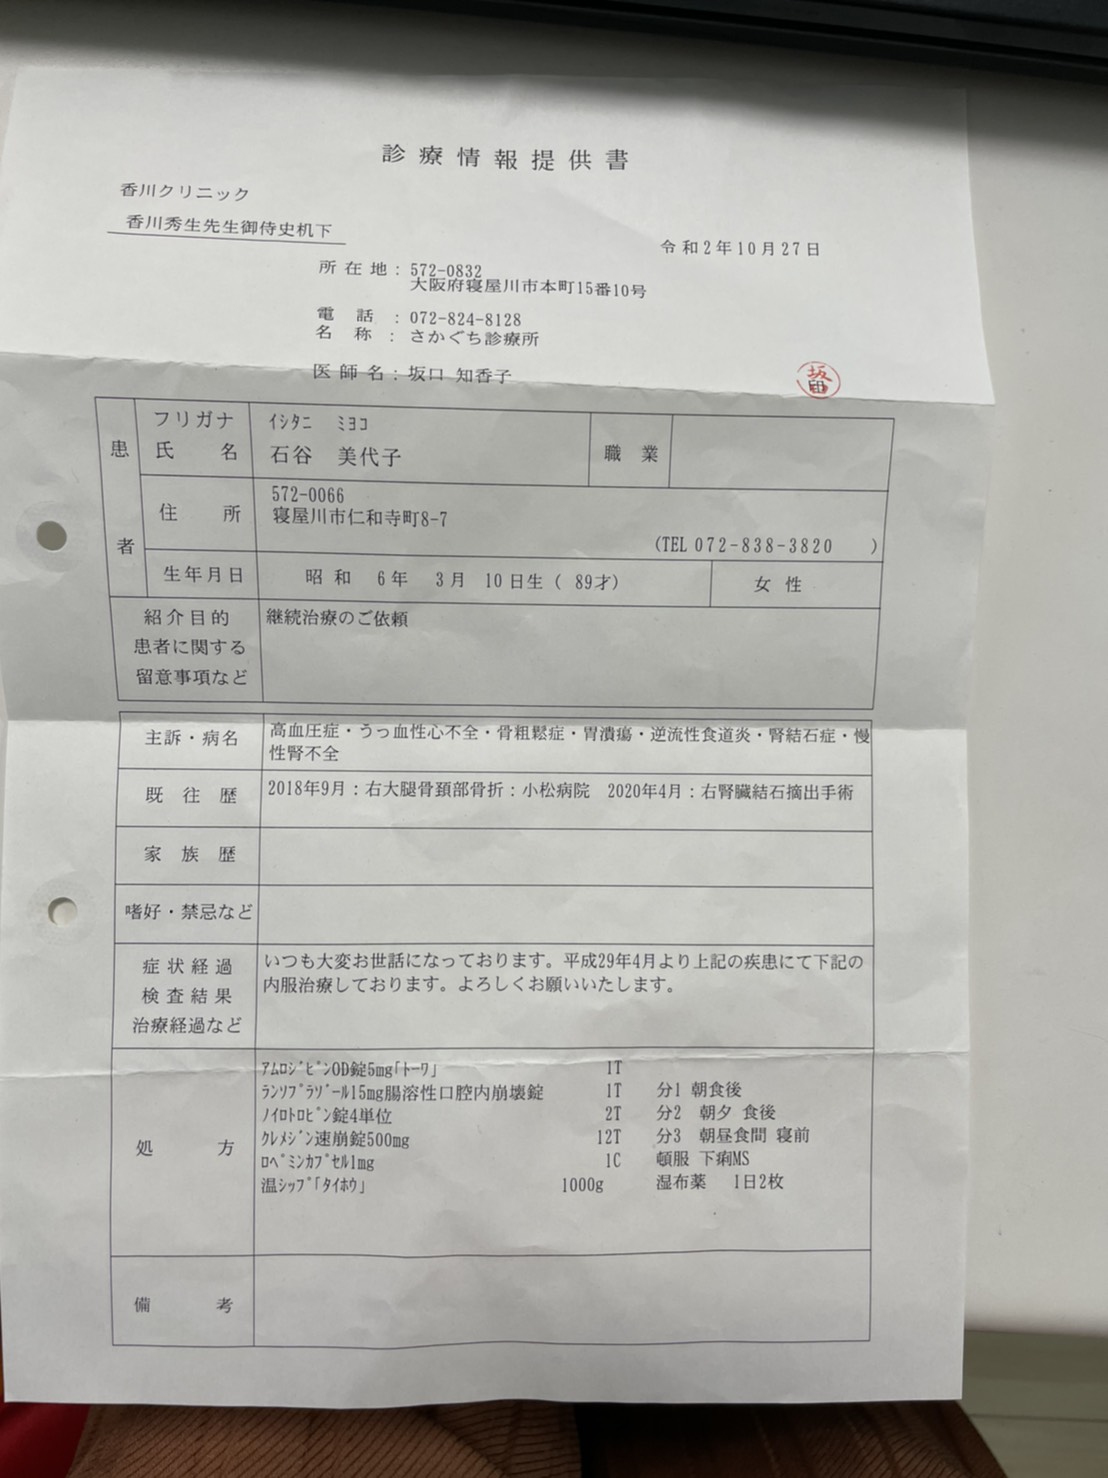 診療情報提供書
香川クリニック
香川秀生先生御侍史机下
令和2年10月27日
所在地：572-0832
大阪府寝屋川市本町15番10号
電話：072-824-8128
名称：さかぐち診療所
医師名：坂口 知香子
患者
フリガナ ｲｼﾀﾆ ﾐﾖｺ
氏名 石谷 美代子 職業
住所 572-0066
寝屋川市仁和寺町8-7
(TEL 072-838-3820 )
生年月日 昭和 6年 3月 10日生 ( 89才) 女性
紹介目的 継続治療のご依頼
患者に関する
留意事項など
主訴・病名 高血圧症・うっ血性心不全・骨粗鬆症・胃潰瘍・逆流性食道炎・腎結石症・慢
性腎不全
既往歴 2018年9月：右大腿骨頚部骨折：小松病院 2020年4月：右腎臓結石摘出手術
家族歴
嗜好・禁忌など
症状経過 いつも大変お世話になっております。平成29年4月より上記の疾患にて下記の
検査結果 内服治療しております。よろしくお願いいたします。
治療経過など
処方
ｱﾑﾛｼﾞﾋﾟﾝOD錠5mg｢ﾄｰﾜ｣ 1T
ﾗﾝｿﾌﾟﾗｿﾞｰﾙ15mg腸溶性口腔内崩壊錠 1T 分1 朝食後
ﾉｲﾛﾄﾛﾋﾟﾝ錠4単位 2T 分2 朝夕 食後
ｸﾚﾒｼﾞﾝ速崩錠500mg 12T 分3 朝昼食間 寝前
ﾛﾍﾟﾐﾝｶﾌﾟｾﾙ1mg 1C 頓服 下痢MS
温ｼｯﾌﾟ｢ﾀｲﾎｳ｣ 1000g 湿布薬 1日2枚
備考